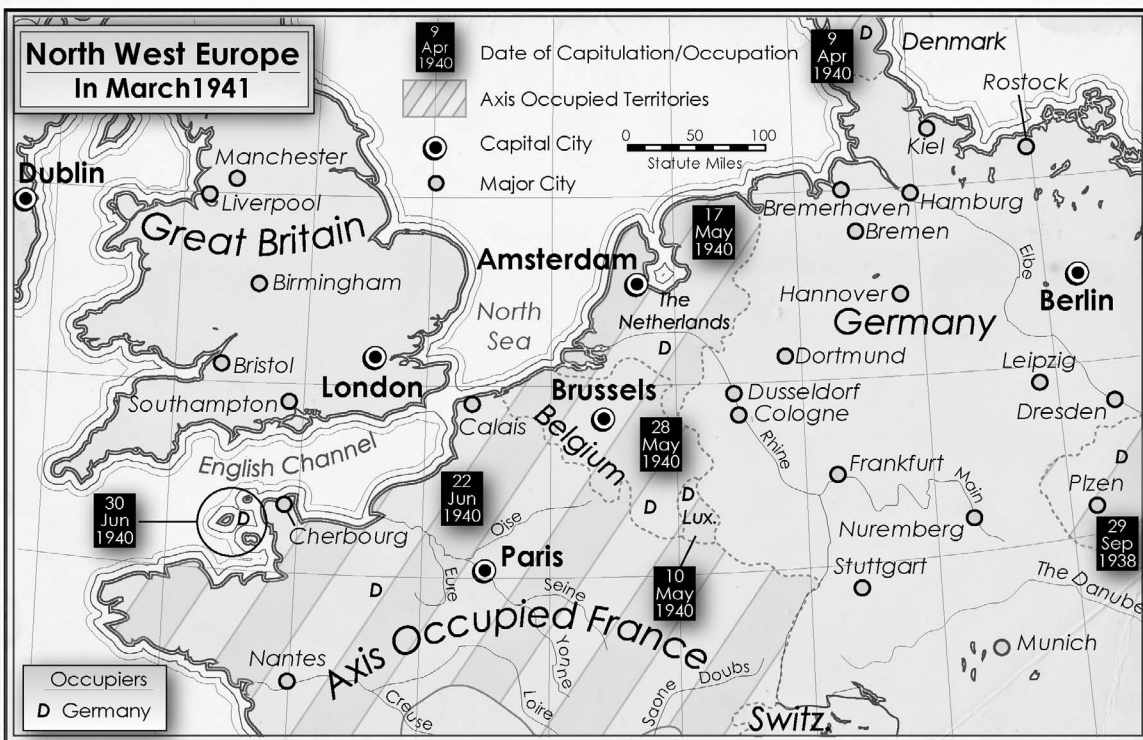 North West Europe
In March1941
9
Apr
1940
Date of Capitulation/Occupation
Axis Occupied Territories
Capital City
Major City
0 50 100
Statute Miles
9
Apr
1940
D
Denmark
Rostock
Kiel
Dublin
Manchester
Liverpool
Great Britain
Birmingham
Bristol
London
Southampton
North
Sea
English Channel
Amsterdam
17
May
1940
The
Netherlands
D
Bremerhaven
Hamburg
Bremen
Elbe
Hannover
Berlin
Germany
Dortmund
Leipzig
Dresden
Dusseldorf
Cologne
Rhine
Brussels
Belgium
Calais
28
May
1940
D
D
Lux.
10
May
1940
Frankfurt
Main
Nuremberg
D
Plzen
29
Sep
1938
Stuttgart
The Danube
Munich
30
Jun
1940
D
Cherbourg
22
Jun
1940
Oise
Paris
Eure
Seine
D
Axis Occupied France
Nantes
Yonne
Creuse
Loire
Saone
Doubs
Switz.
Occupiers
D Germany